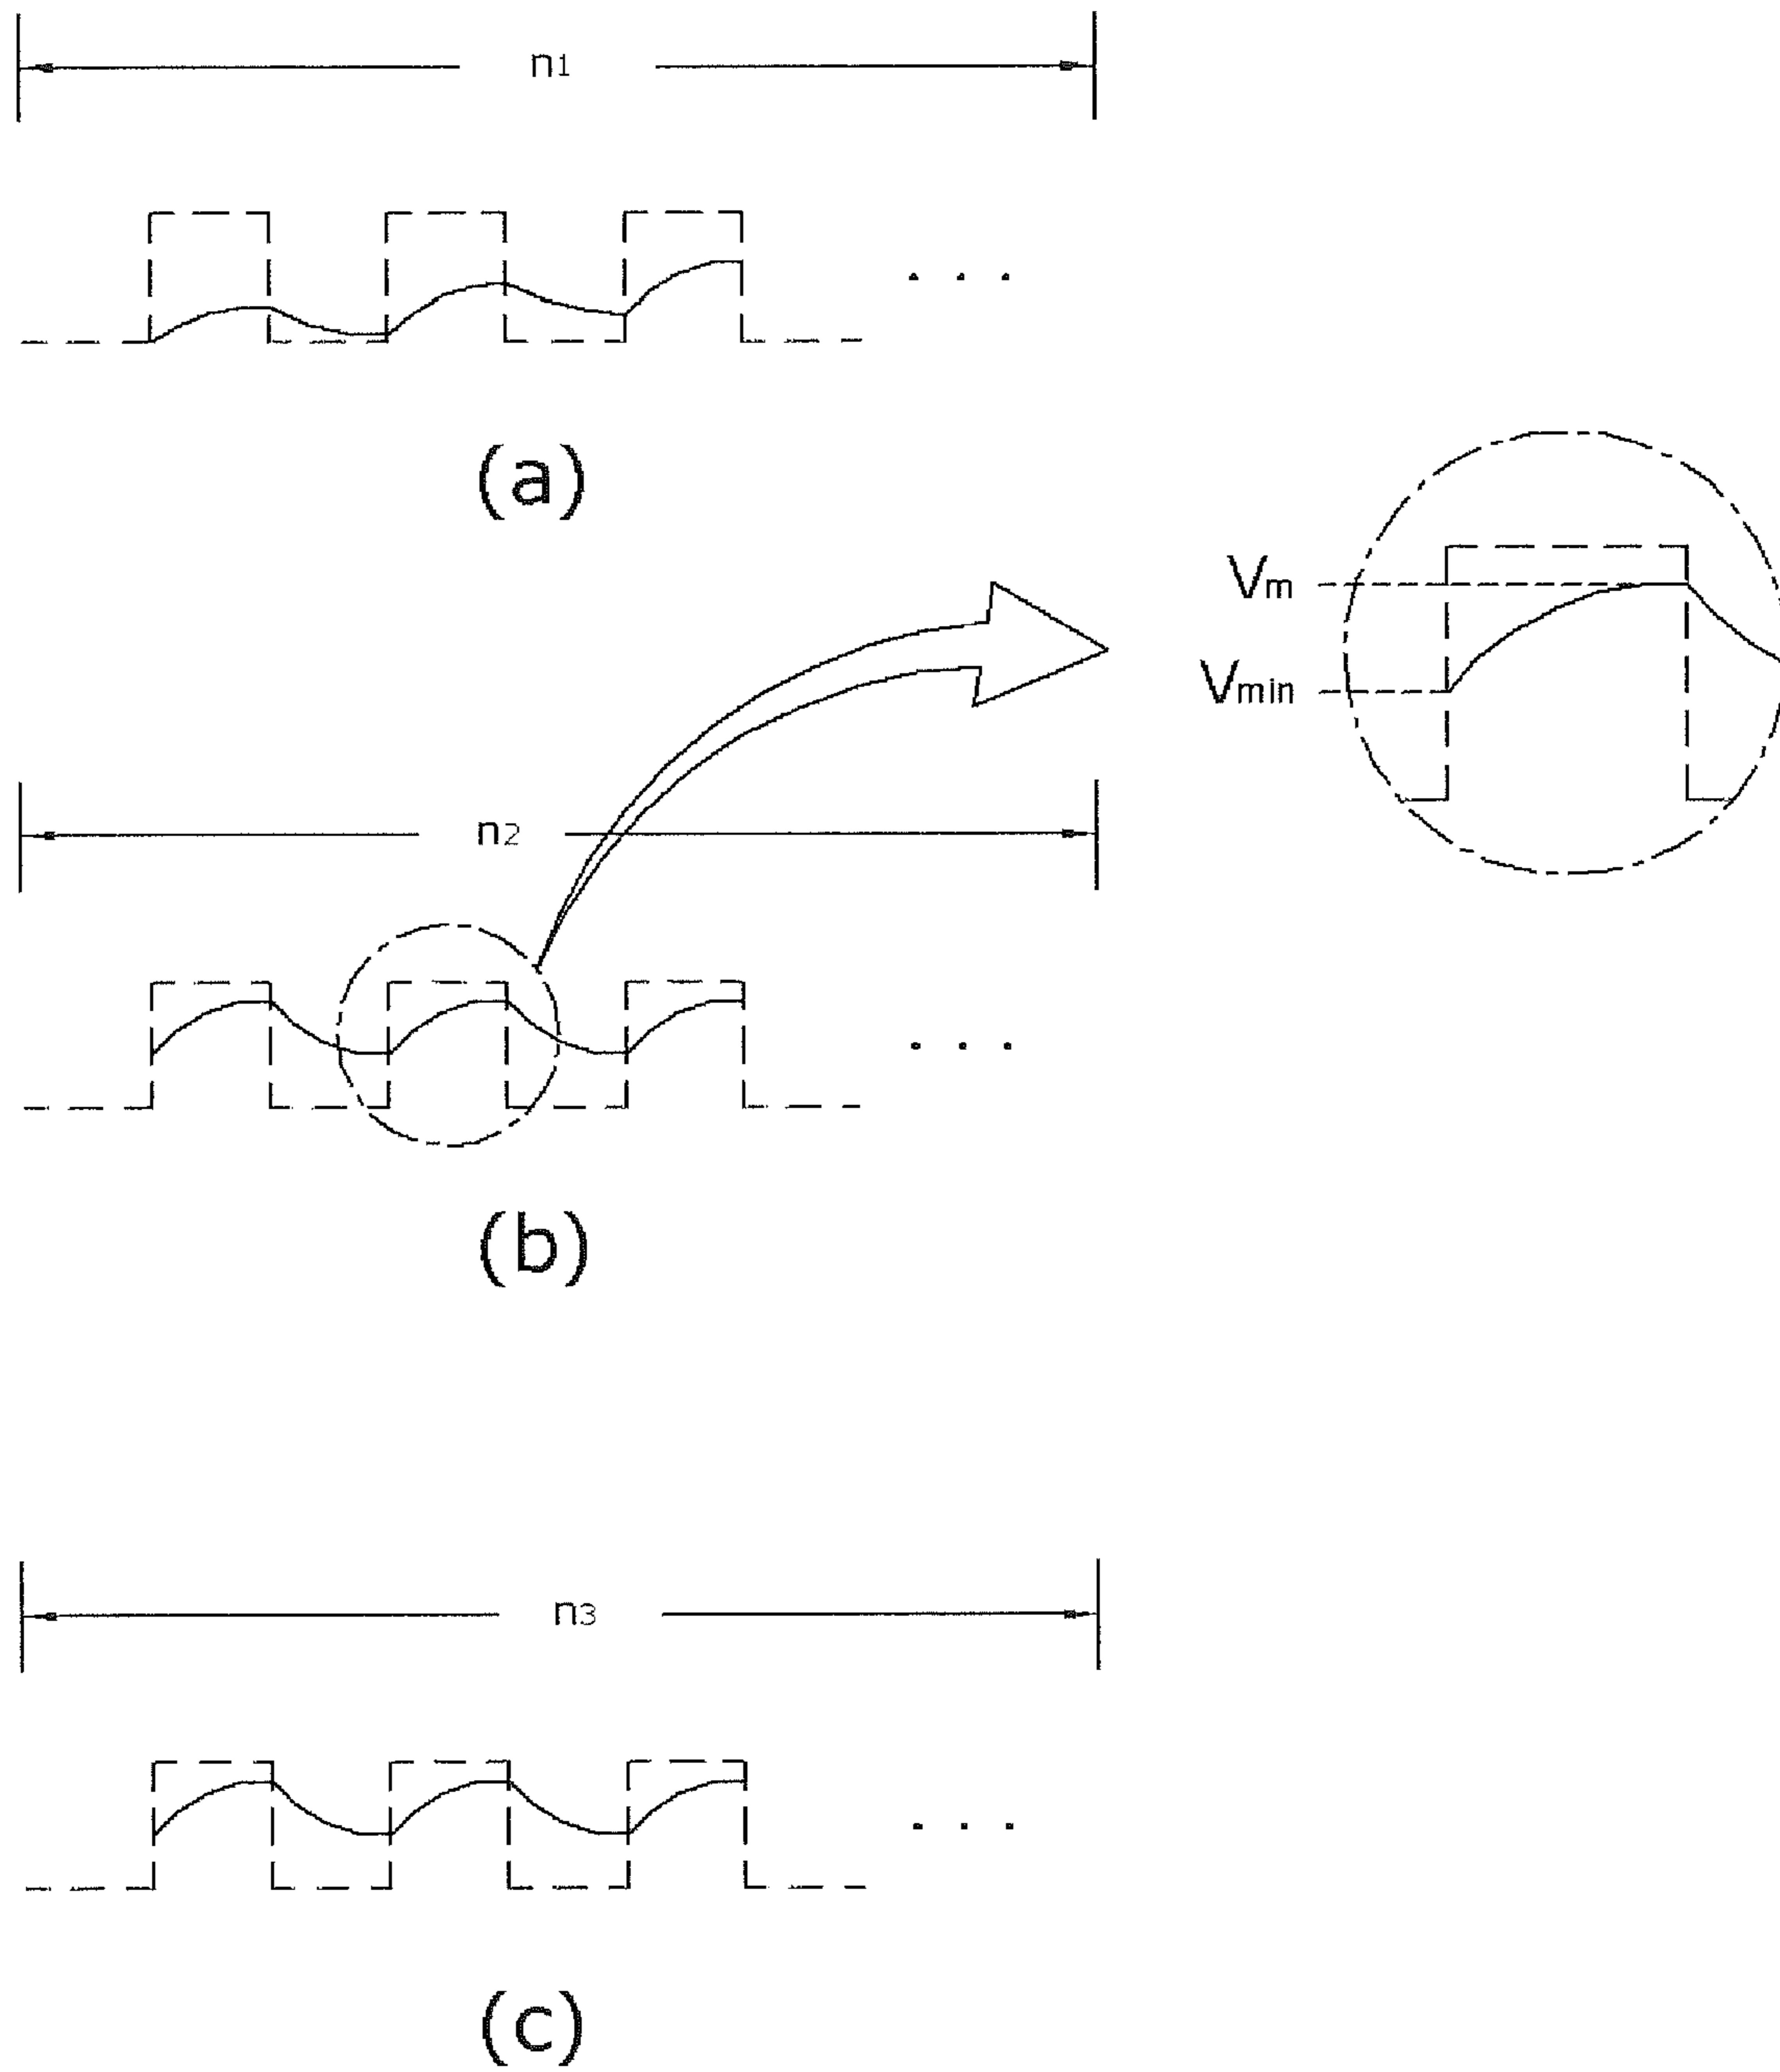 n1
. . .
(a)
Vm
Vmin
n2
. . .
(b)
n3
. . .
(c)